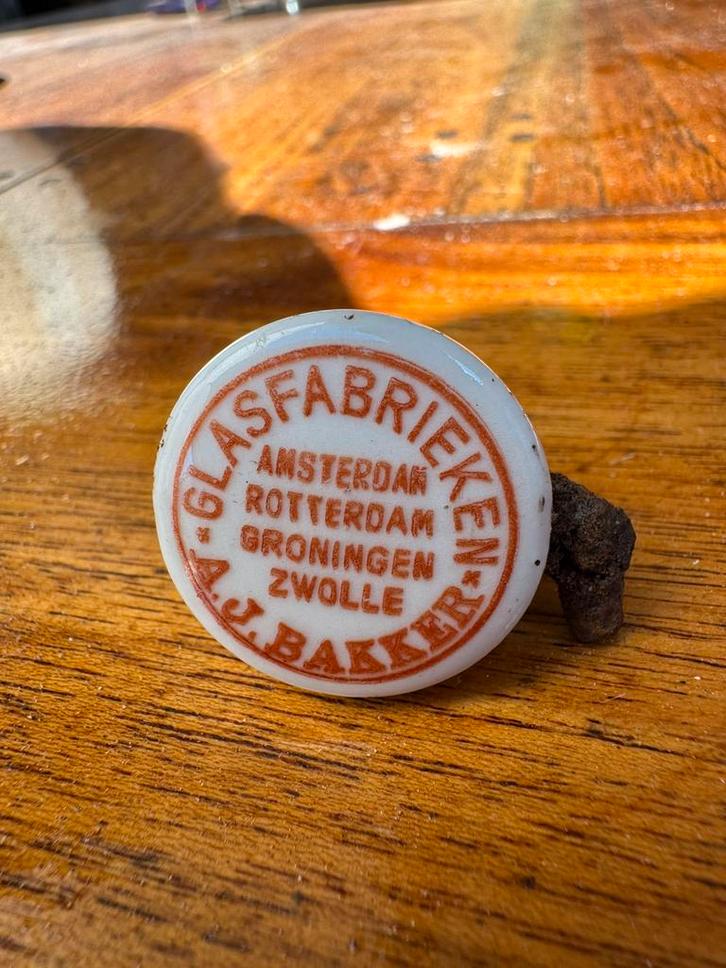 GLASFABRIEKEN
AMSTERDAM
ROTTERDAM
GRONINGEN
ZWOLLE
* A.J. BAKKER *